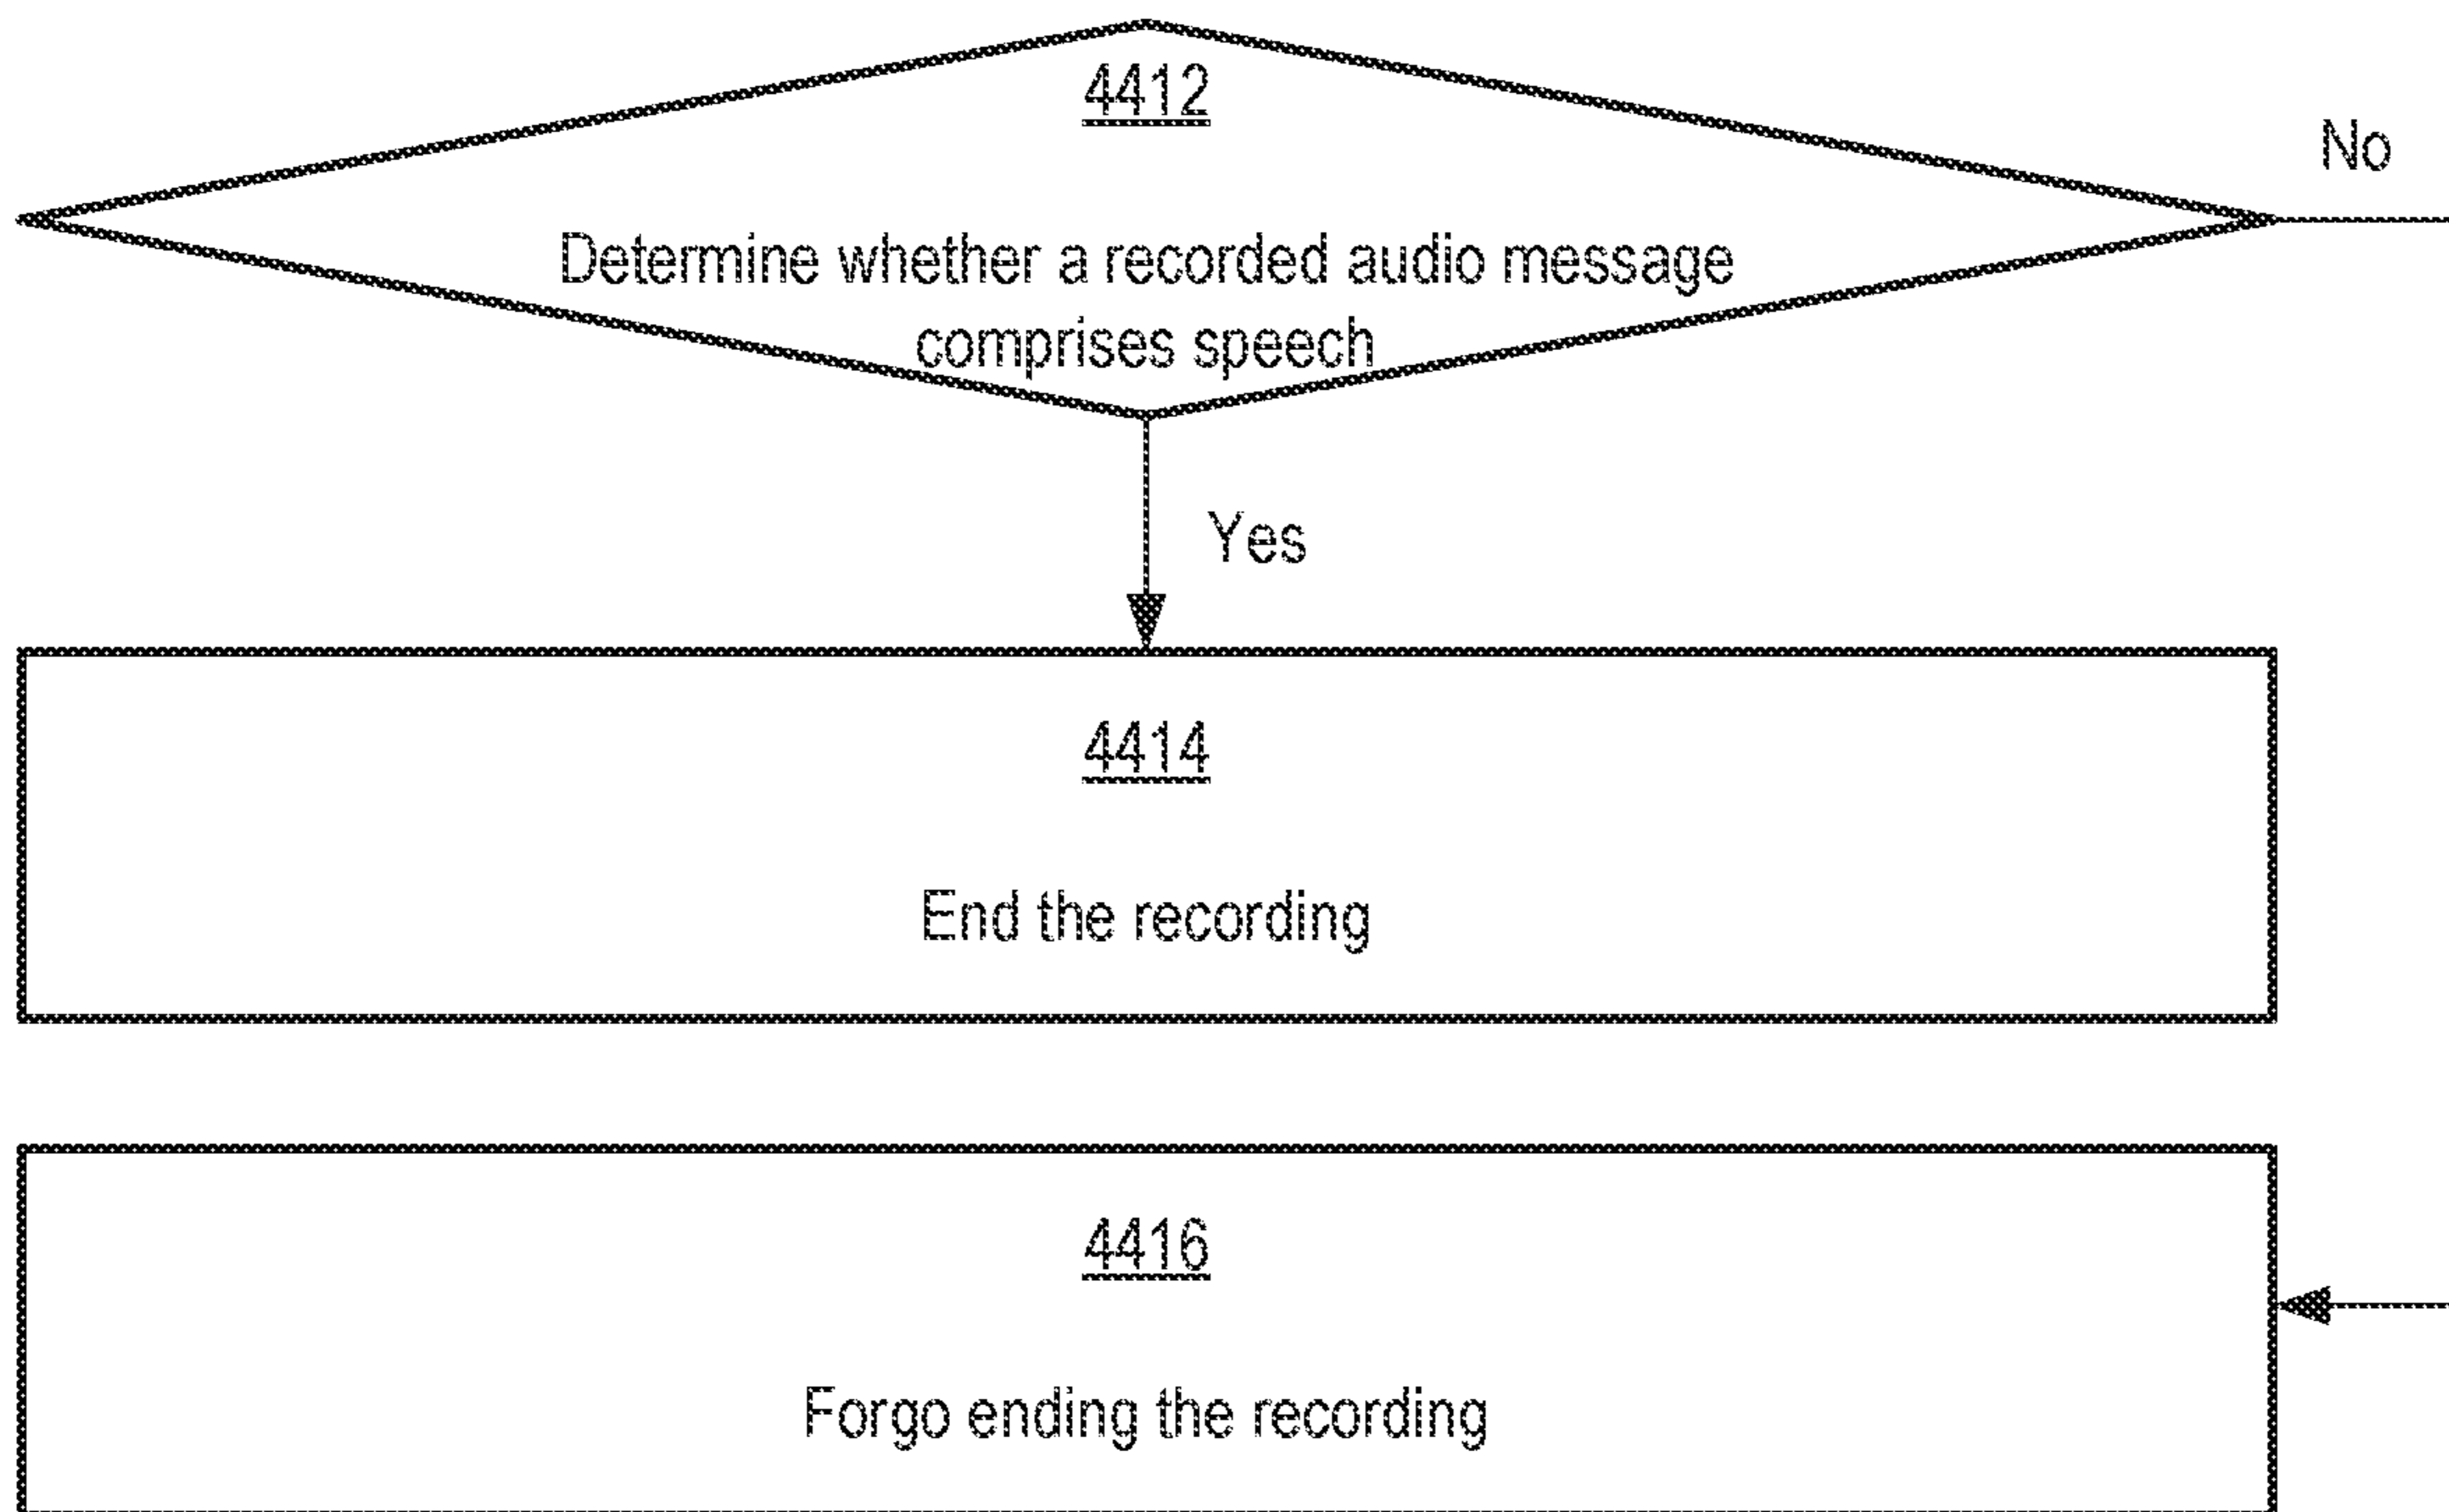 4412
No
Determine whether a recorded audio message
comprises speech
Yes
4414
End the recording
4416
Forgo ending the recording